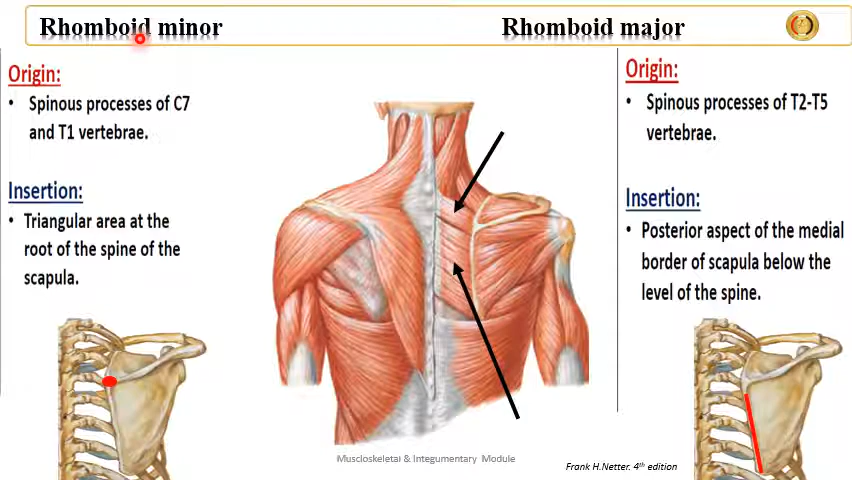 Rhomboid minor
Rhomboid major
Origin:
• Spinous processes of C7
and T1 vertebrae.
Insertion:
• Triangular area at the
root of the spine of the
scapula.
Origin:
• Spinous processes of T2-T5
vertebrae.
Insertion:
• Posterior aspect of the medial
border of scapula below the
level of the spine.
Muscloskeletal & Integumentary Module
Frank H.Netter. 4th edition